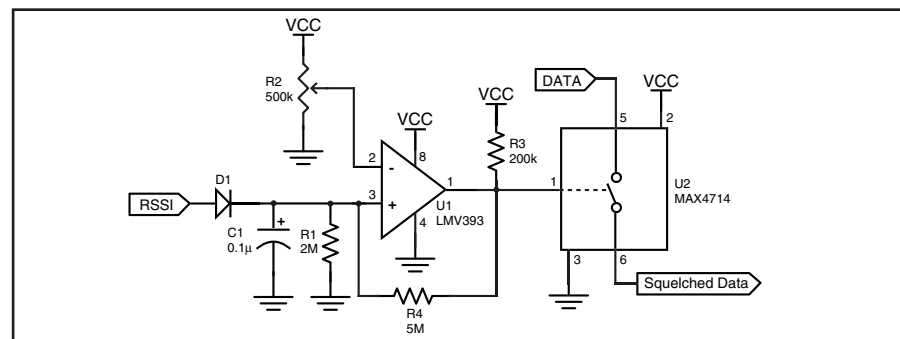 VCC
R2
500k
VCC
2
-
8
3
+
1
U1
LMV393
4
RSSI
D1
+
C1
0.1µ
R1
2M
R4
5M
VCC
R3
200k
DATA
VCC
5
2
1
U2
MAX4714
3
6
Squelched Data